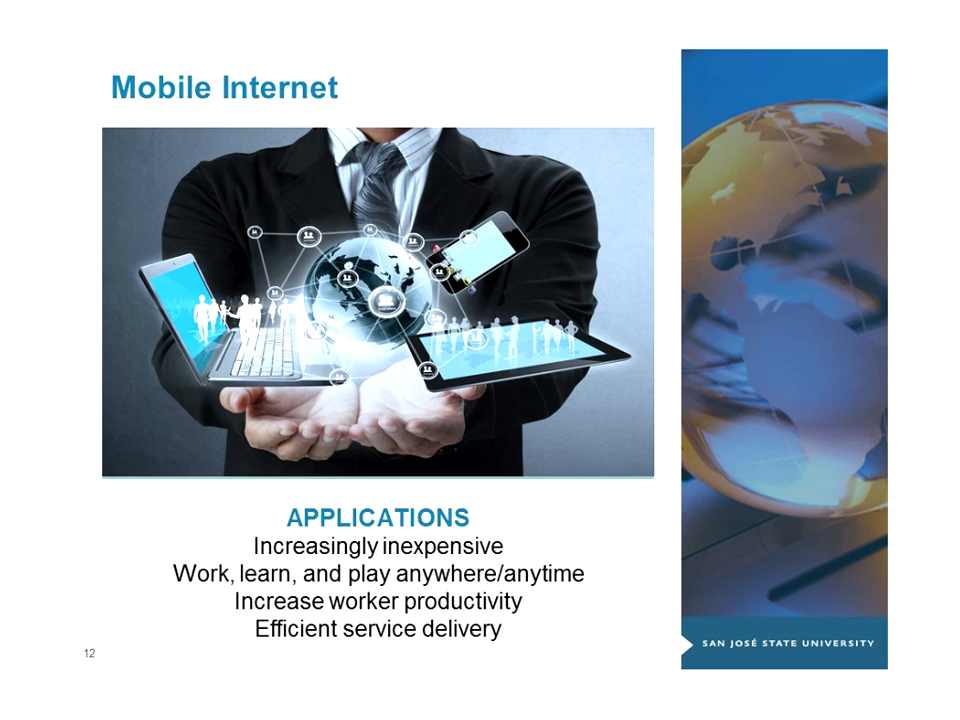 Mobile Internet
APPLICATIONS
Increasingly inexpensive
Work, learn, and play anywhere/anytime
Increase worker productivity
Efficient service delivery
12
SAN JOSÉ STATE UNIVERSITY